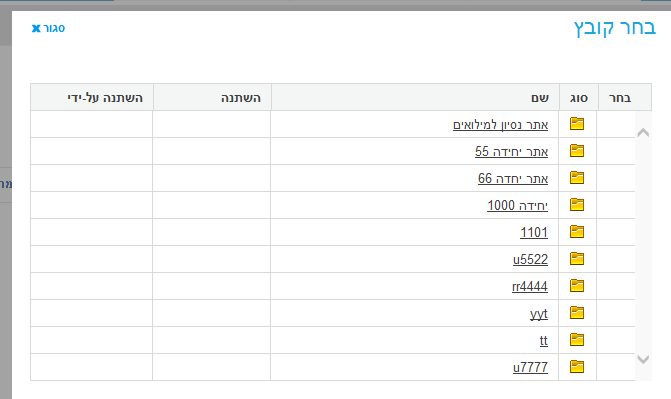 בחר קובץ
סגור x
בחר סוג שם השתנה השתנה על-ידי
אתר נסיון למילואים
אתר יחידה 55
אתר יחדה 66
יחידה 1000
1101
u5522
rr4444
yyt
tt
u7777